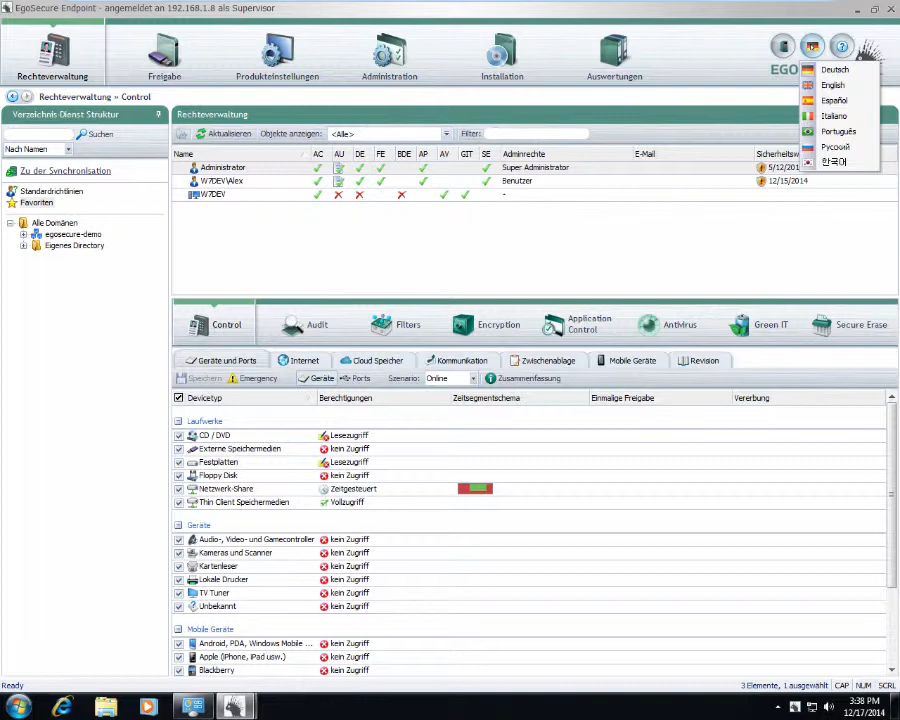 EgoSecure Endpoint - angemeldet an 192.168.1.8 als Supervisor
Rechteverwaltung
Freigabe
Produkteinstellungen
Administration
Installation
Auswertungen
EGO
Deutsch
English
Español
Italiano
Português
Русский
한국어
Rechteverwaltung » Control
Verzeichnis Dienst Struktur
Suchen
Nach Namen
Zu der Synchronisation
Standardrichtlinien
Favoriten
Alle Domänen
egosecure-demo
Eigenes Directory
Rechteverwaltung
Aktualisieren Objekte anzeigen: <Alle> Filter:
Name AC AU DE FE BDE AP AV GIT SE Adminrechte E-Mail Sicherheitsw
Administrator Super Administrator 5/12/201
W7DEV\Alex Benutzer 12/15/2014
W7DEV -
Control
Audit
Filters
Encryption
Application Control
AntiVirus
Green IT
Secure Erase
Geräte und Ports Internet Cloud Speicher Kommunikation Zwischenablage Mobile Geräte Revision
Speichern Emergency Geräte Ports Szenario: Online Zusammenfassung
Devicetyp Berechtigungen Zeitsegmentschema Einmalige Freigabe Vererbung
Laufwerke
CD / DVD Lesezugriff
Externe Speichermedien kein Zugriff
Festplatten Lesezugriff
Floppy Disk kein Zugriff
Netzwerk-Share Zeitgesteuert
Thin Client Speichermedien Vollzugriff
Geräte
Audio-, Video- und Gamecontroller kein Zugriff
Kameras und Scanner kein Zugriff
Kartenleser kein Zugriff
Lokale Drucker kein Zugriff
TV Tuner kein Zugriff
Unbekannt kein Zugriff
Mobile Geräte
Android, PDA, Windows Mobile ... kein Zugriff
Apple (iPhone, iPad usw.) kein Zugriff
Blackberry kein Zugriff
Ready 3 Elemente, 1 ausgewählt CAP NUM SCRL
3:38 PM
12/17/2014